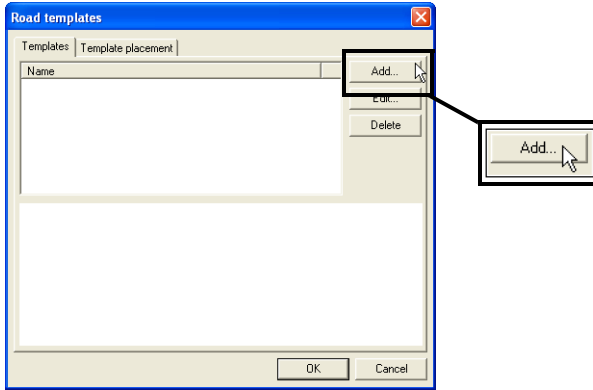 Road templates
Templates Template placement
Name
Add...
Edit...
Delete
Add...
OK Cancel